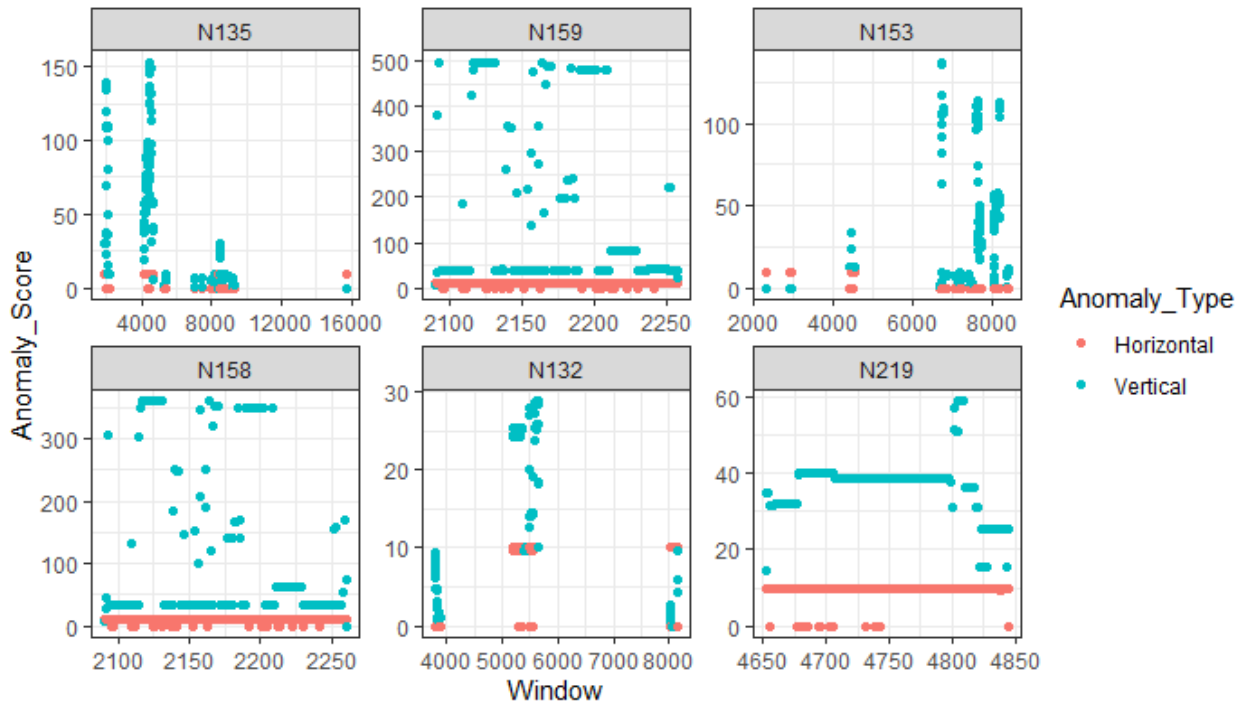 N135
N159
N153
150
100
50
0
4000 8000 12000 16000
500
400
300
200
100
0
2100 2150 2200 2250
100
50
0
2000 4000 6000 8000
N158
N132
N219
300
200
100
0
2100 2150 2200 2250
30
20
10
0
4000 5000 6000 7000 8000
60
40
20
0
4650 4700 4750 4800 4850
Anomaly_Score
Window
Anomaly_Type
Horizontal
Vertical